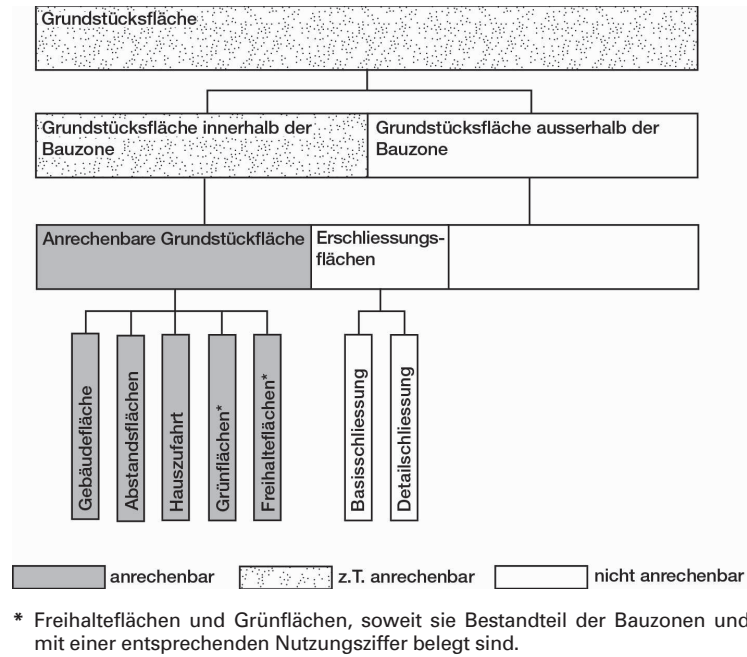 Grundstücksfläche
Grundstücksfläche innerhalb der
Bauzone
Grundstücksfläche ausserhalb der
Bauzone
Anrechenbare Grundstückfläche
Erschliessungs-
flächen
Gebäudefläche
Abstandsflächen
Hauszufahrt
Grünflächen*
Freihalteflächen*
Basisschliessung
Detailschliessung
anrechenbar
z.T. anrechenbar
nicht anrechenbar
* Freihalteflächen und Grünflächen, soweit sie Bestandteil der Bauzonen und
mit einer entsprechenden Nutzungsziffer belegt sind.